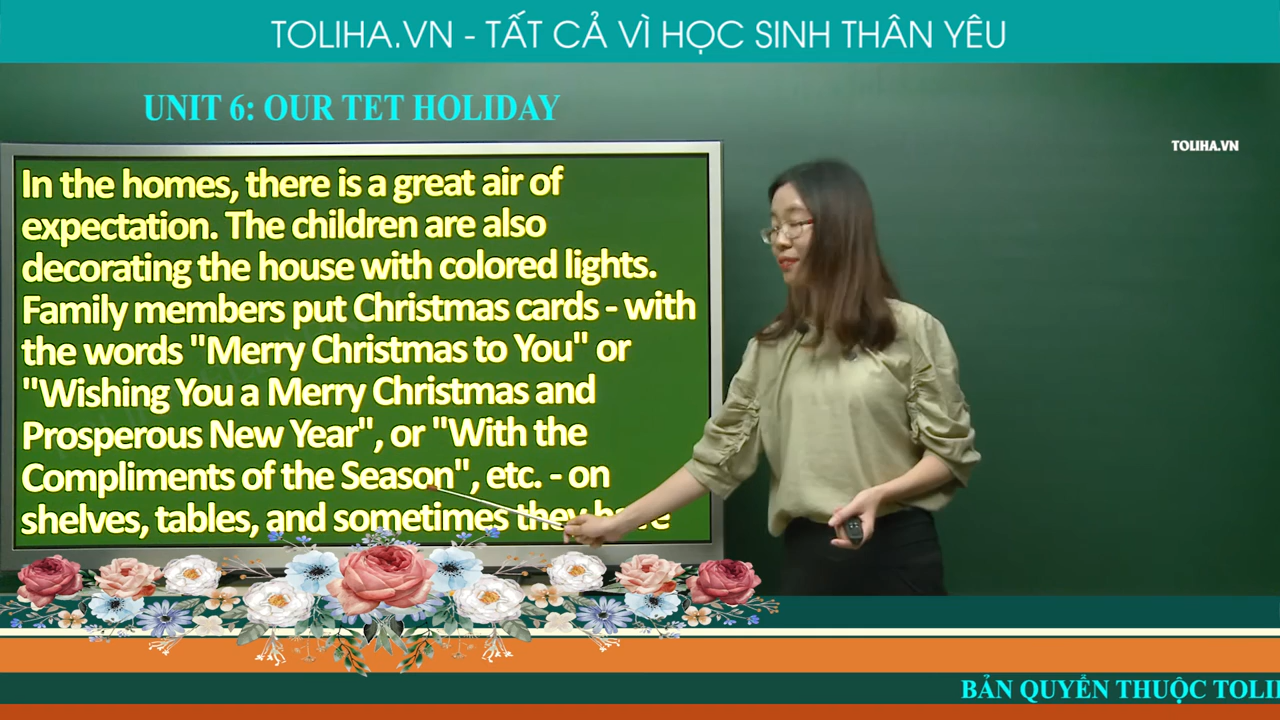 TOLIHA.VN - TẤT CẢ VÌ HỌC SINH THÂN YÊU
UNIT 6: OUR TET HOLIDAY
TOLIHA.VN
In the homes, there is a great air of
expectation. The children are also
decorating the house with colored lights.
Family members put Christmas cards - with
the words "Merry Christmas to You" or
"Wishing You a Merry Christmas and
Prosperous New Year", or "With the
Compliments of the Season", etc. - on
shelves, tables, and sometimes they have
BẢN QUYỀN THUỘC